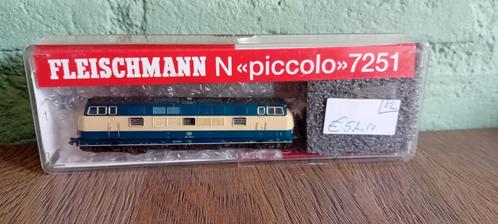 FLEISCHMANN N «piccolo» 7251
€52,50